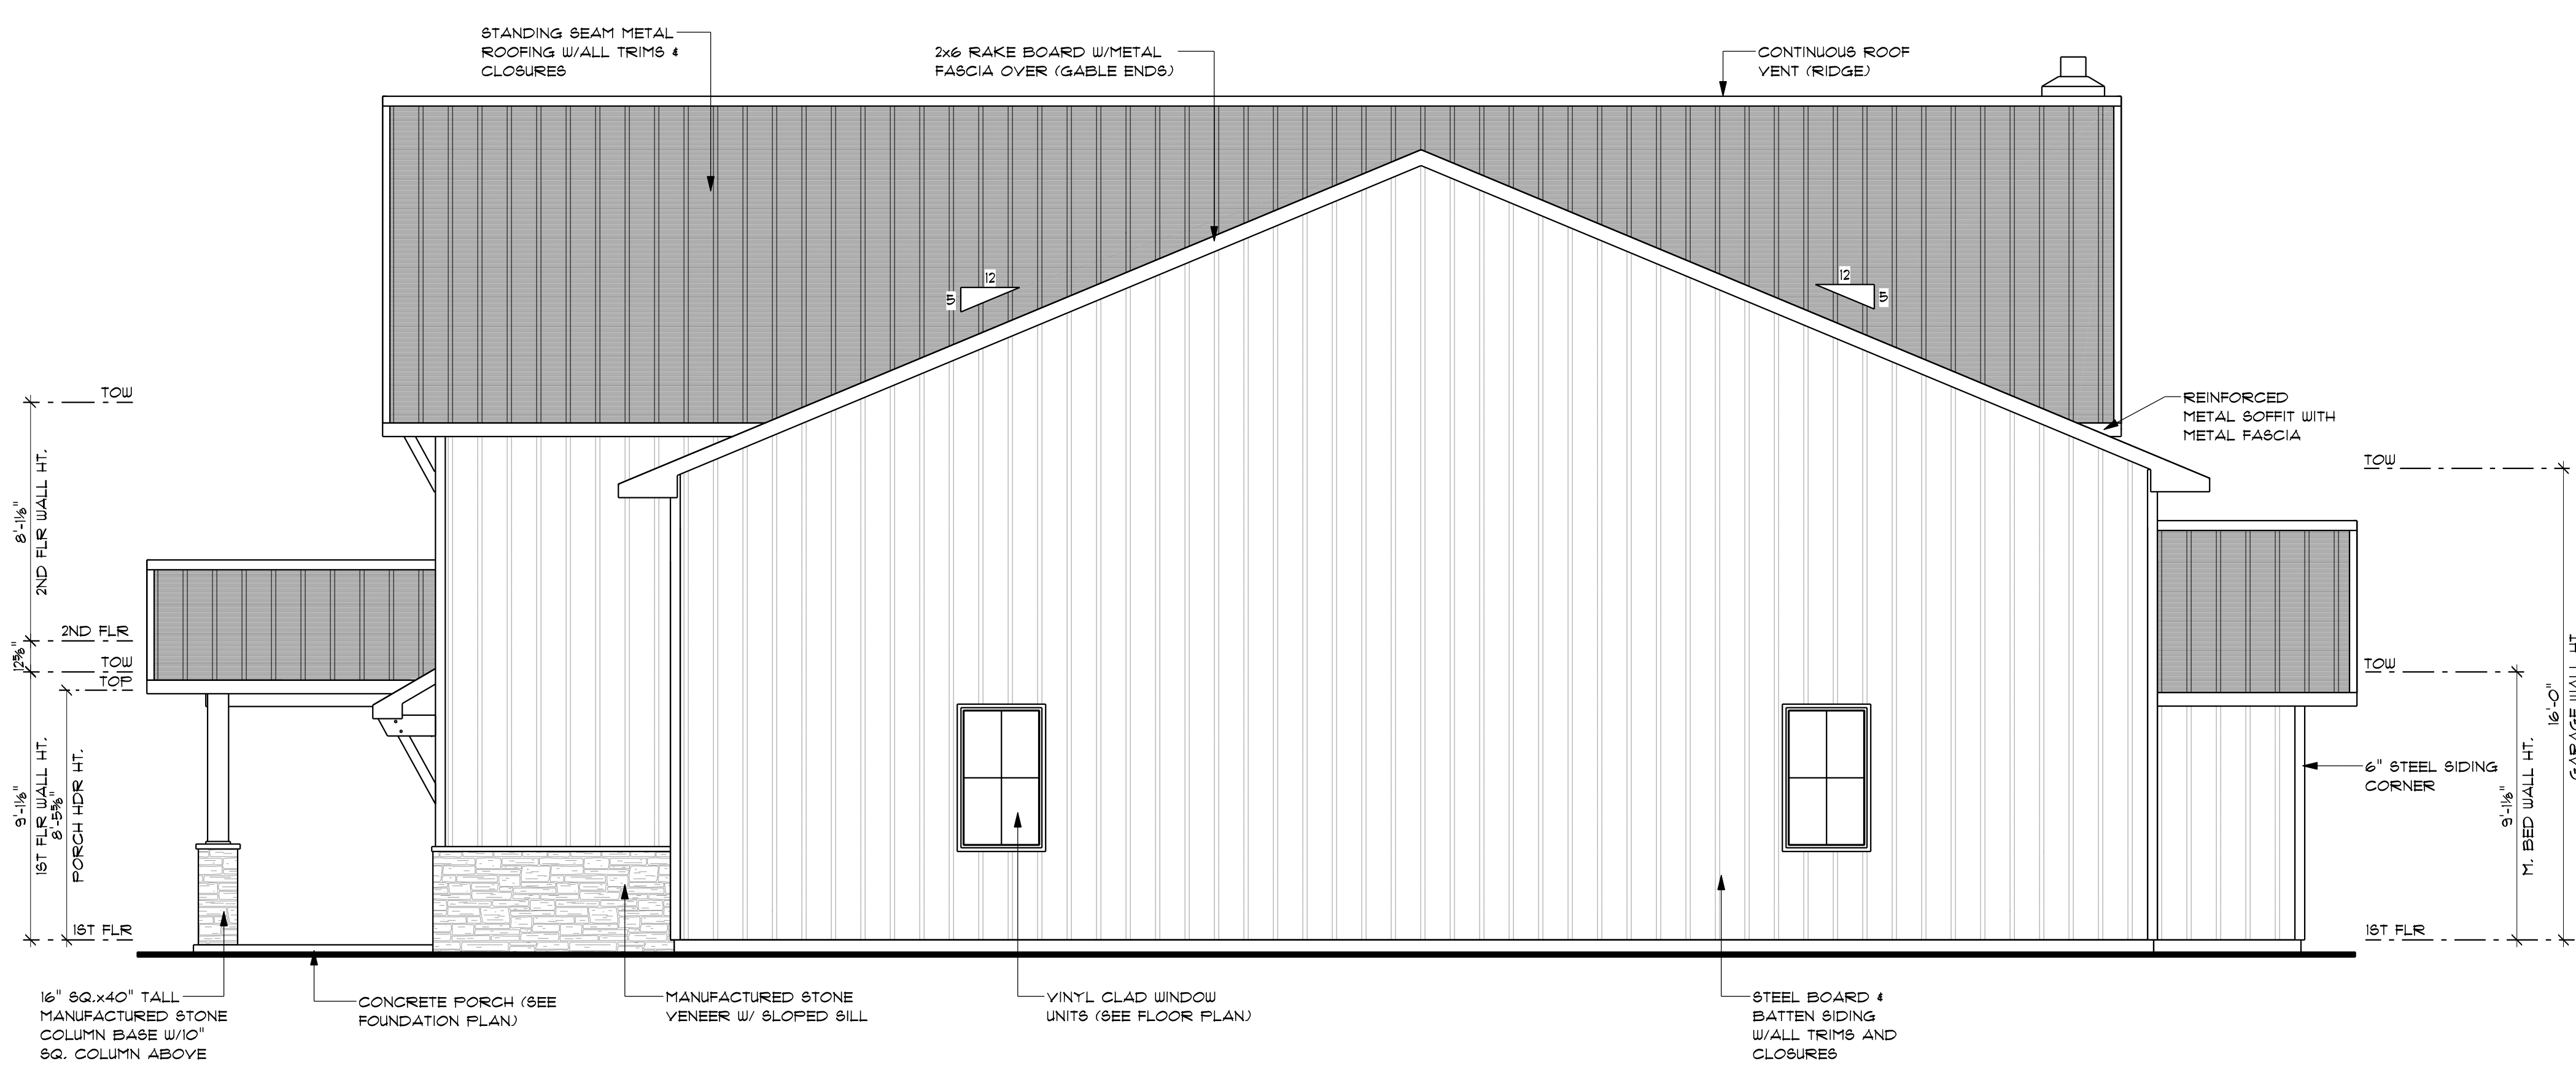 STANDING SEAM METAL
ROOFING W/ALL TRIMS &
CLOSURES
2x6 RAKE BOARD W/METAL
FASCIA OVER (GABLE ENDS)
CONTINUOUS ROOF
VENT (RIDGE)
12
5
12
5
TOW
8'-1⅛"
2ND FLR WALL HT.
2ND FLR
12⅝"
TOW
TOP
9'-1⅛"
1ST FLR WALL HT.
8'-5⅝"
PORCH HDR HT.
1ST FLR
REINFORCED
METAL SOFFIT WITH
METAL FASCIA
TOW
TOW
16'-0"
GARAGE WALL HT.
6" STEEL SIDING
CORNER
9'-1⅛"
M. BED WALL HT.
1ST FLR
16" SQ.x40" TALL
MANUFACTURED STONE
COLUMN BASE W/10"
SQ. COLUMN ABOVE
CONCRETE PORCH (SEE
FOUNDATION PLAN)
MANUFACTURED STONE
VENEER W/ SLOPED SILL
VINYL CLAD WINDOW
UNITS (SEE FLOOR PLAN)
STEEL BOARD &
BATTEN SIDING
W/ALL TRIMS AND
CLOSURES